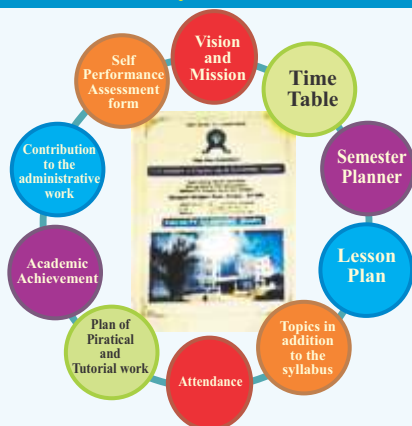 Vision
and
Mission
Time
Table
Semester
Planner
Lesson
Plan
Topics in
addition
to the
syllabus
Attendance
Plan of
Piratical
and
Tutorial work
Academic
Achievement
Contribution
to the
administrative
work
Self
Performance
Assessment
form